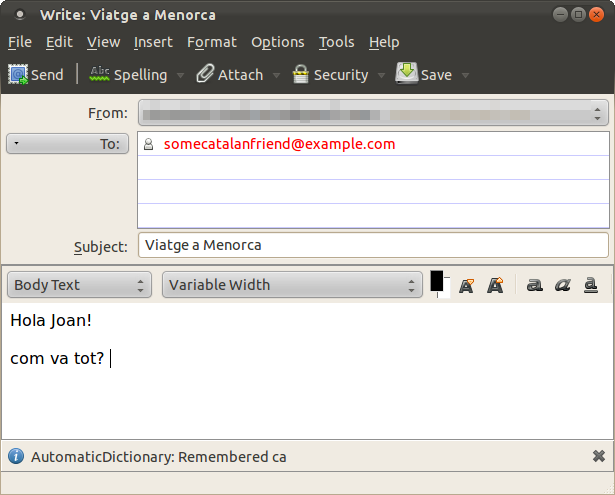 Write: Viatge a Menorca
File Edit View Insert Format Options Tools Help
Send Abc Spelling Attach Security Save
From:
To: somecatalanfriend@example.com
Subject: Viatge a Menorca
Body Text Variable Width A A a a a
Hola Joan!
com va tot?
AutomaticDictionary: Remembered ca